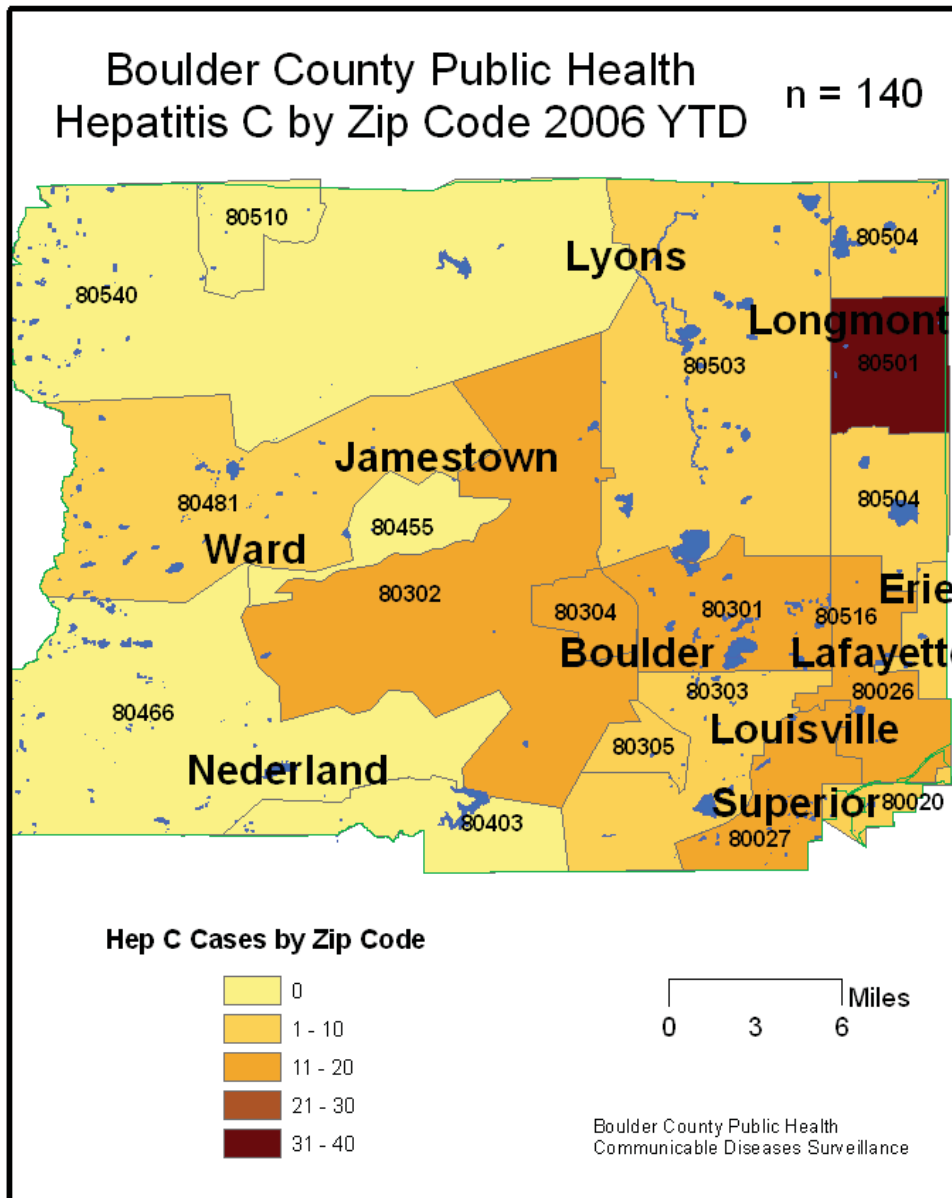 Boulder County Public Health
Hepatitis C by Zip Code 2006 YTD
n = 140
80510
80504
Lyons
80540
Longmont
80503
80501
Jamestown
80481
80504
80455
Ward
80302
80304
80301
80516
Erie
Boulder
Lafayette
80303
80026
80466
80305
Louisville
Nederland
Superior
80020
80403
80027
Hep C Cases by Zip Code
0
1 - 10
11 - 20
21 - 30
31 - 40
Miles
0 3 6
Boulder County Public Health
Communicable Diseases Surveillance